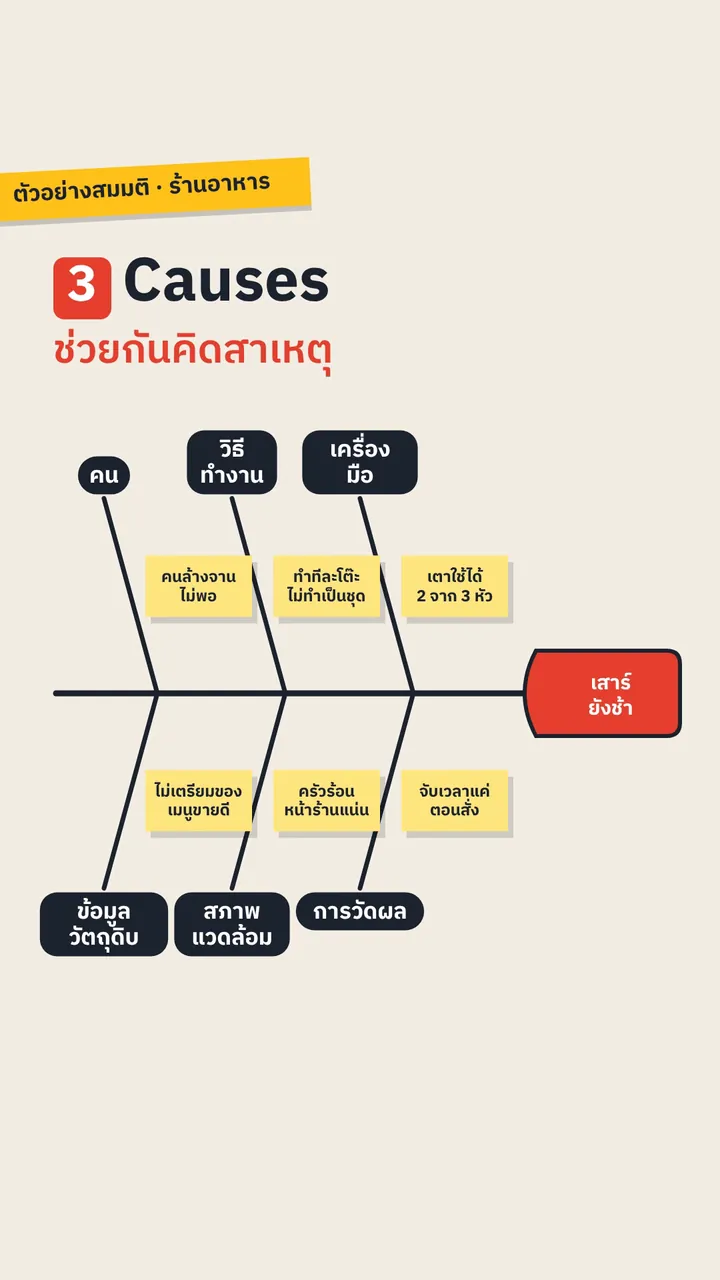 ตัวอย่างสมมติ · ร้านอาหาร
3 Causes
ช่วยกันคิดสาเหตุ
คน
วิธี
ทำงาน
เครื่อง
มือ
คนล้างจาน
ไม่พอ
ทำทีละโต๊ะ
ไม่ทำเป็นชุด
เตาใช้ได้
2 จาก 3 หัว
เสาร์
ยังช้า
ไม่เตรียมของ
เมนูขายดี
ครัวร้อน
หน้าร้านแน่น
จับเวลาแค่
ตอนสั่ง
ข้อมูล
วัตถุดิบ
สภาพ
แวดล้อม
การวัดผล